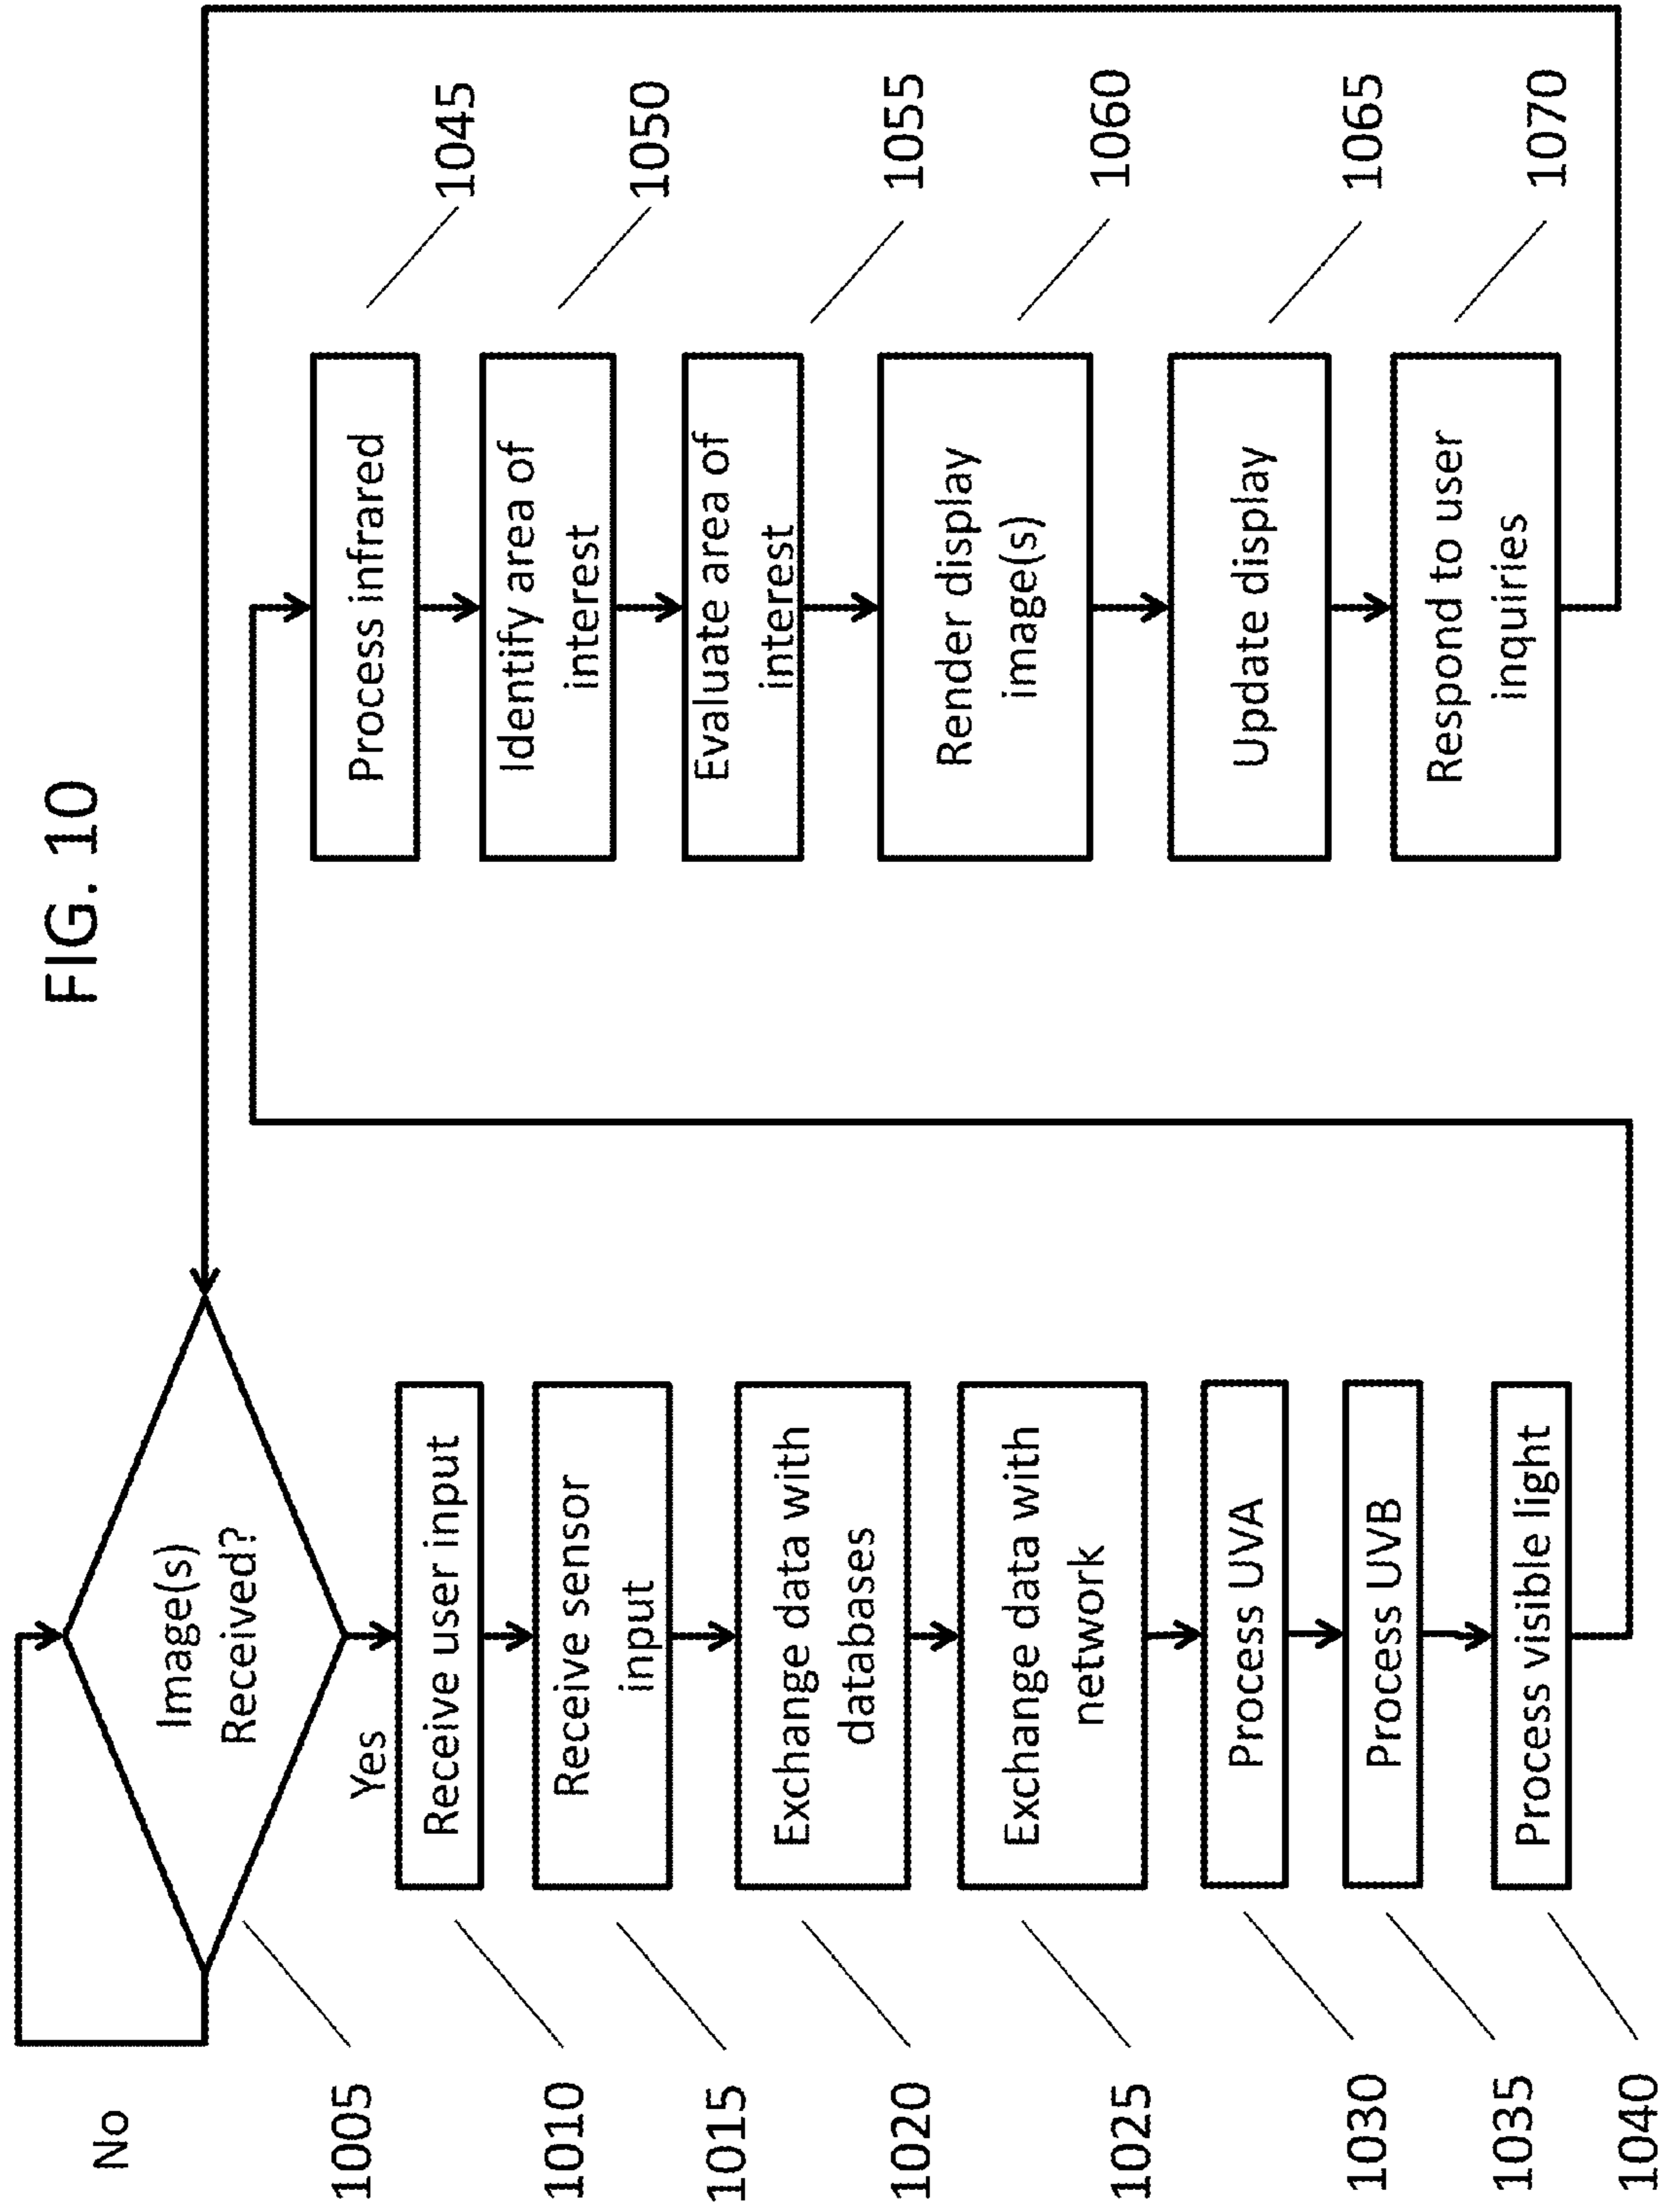 FIG. 10
No
Image(s)
Received?
1005
Yes
Receive user input
1010
Receive sensor
input
1015
Exchange data with
databases
1020
Exchange data with
network
1025
Process UVA
1030
Process UVB
1035
Process visible light
1040
Process infrared
1045
Identify area of
interest
1050
Evaluate area of
interest
1055
Render display
image(s)
1060
Update display
1065
Respond to user
inquiries
1070